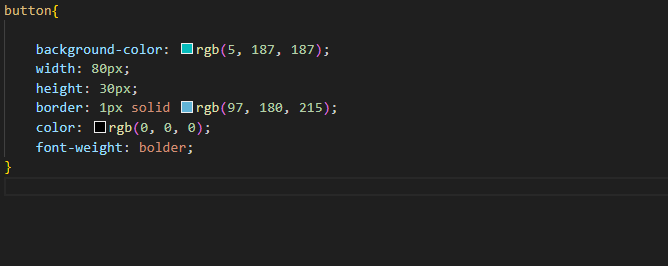 button{
background-color: rgb(5, 187, 187);
width: 80px;
height: 30px;
border: 1px solid rgb(97, 180, 215);
color: rgb(0, 0, 0);
font-weight: bolder;
}